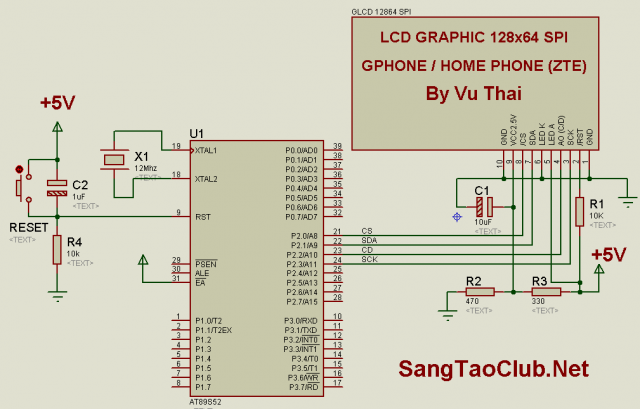 GLCD 12864 SPI
LCD GRAPHIC 128x64 SPI
GPHONE / HOME PHONE (ZTE)
By Vu Thai
GND
VCC2.5V
/CS
SDA
LED K
LED A
AO (C/D)
SCK
/RST
GND
10
9
8
7
6
5
4
3
2
1
+5V
RESET
C2
1uF
<TEXT>
R4
10k
<TEXT>
X1
12Mhz
<TEXT>
U1
19 XTAL1
18 XTAL2
9 RST
29 PSEN
30 ALE
31 EA
1 P1.0/T2
2 P1.1/T2EX
3 P1.2
4 P1.3
5 P1.4
6 P1.5
7 P1.6
8 P1.7
P0.0/AD0 39
P0.1/AD1 38
P0.2/AD2 37
P0.3/AD3 36
P0.4/AD4 35
P0.5/AD5 34
P0.6/AD6 33
P0.7/AD7 32
P2.0/A8 21 CS
P2.1/A9 22 SDA
P2.2/A10 23 CD
P2.3/A11 24 SCK
P2.4/A12 25
P2.5/A13 26
P2.6/A14 27
P2.7/A15 28
P3.0/RXD 10
P3.1/TXD 11
P3.2/INT0 12
P3.3/INT1 13
P3.4/T0 14
P3.5/T1 15
P3.6/WR 16
P3.7/RD 17
AT89S52
C1
10uF
<TEXT>
R1
10K
<TEXT>
+5V
R2
470
<TEXT>
R3
330
<TEXT>
SangTaoClub.Net